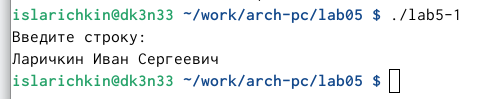 islarichkin@dk3n33 ~/work/arch-pc/lab05 $ ./lab5-1
Введите строку:
Ларичкин Иван Сергеевич
islarichkin@dk3n33 ~/work/arch-pc/lab05 $